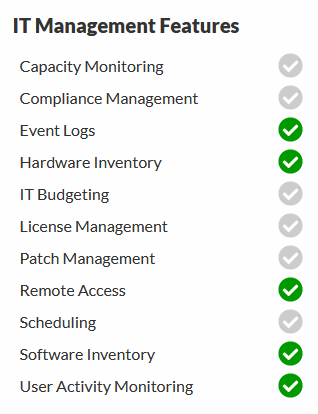 IT Management Features
Capacity Monitoring
Compliance Management
Event Logs
Hardware Inventory
IT Budgeting
License Management
Patch Management
Remote Access
Scheduling
Software Inventory
User Activity Monitoring